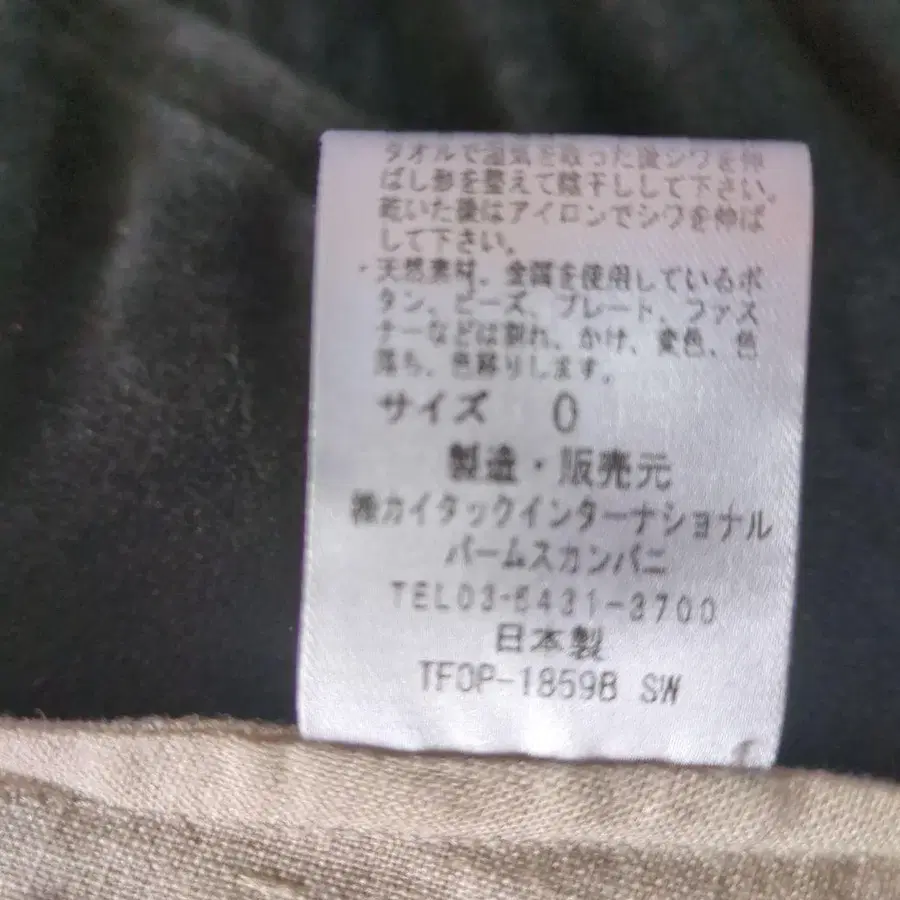 タオルで湿気を取った後シワを伸
ばし形を整えて陰干しして下さい。
乾いた後はアイロンでシワを伸ば
して下さい。
・天然素材、金属を使用しているボ
タン、ビーズ、プレート、ファス
ナーなどは割れ、かけ、変色、色
落ち、色移りします。
サイズ 0
製造・販売元
㈱カイタックインターナショナル
パームスカンパニ
TEL03-5431-3700
日本製
TFOP-1859B SW